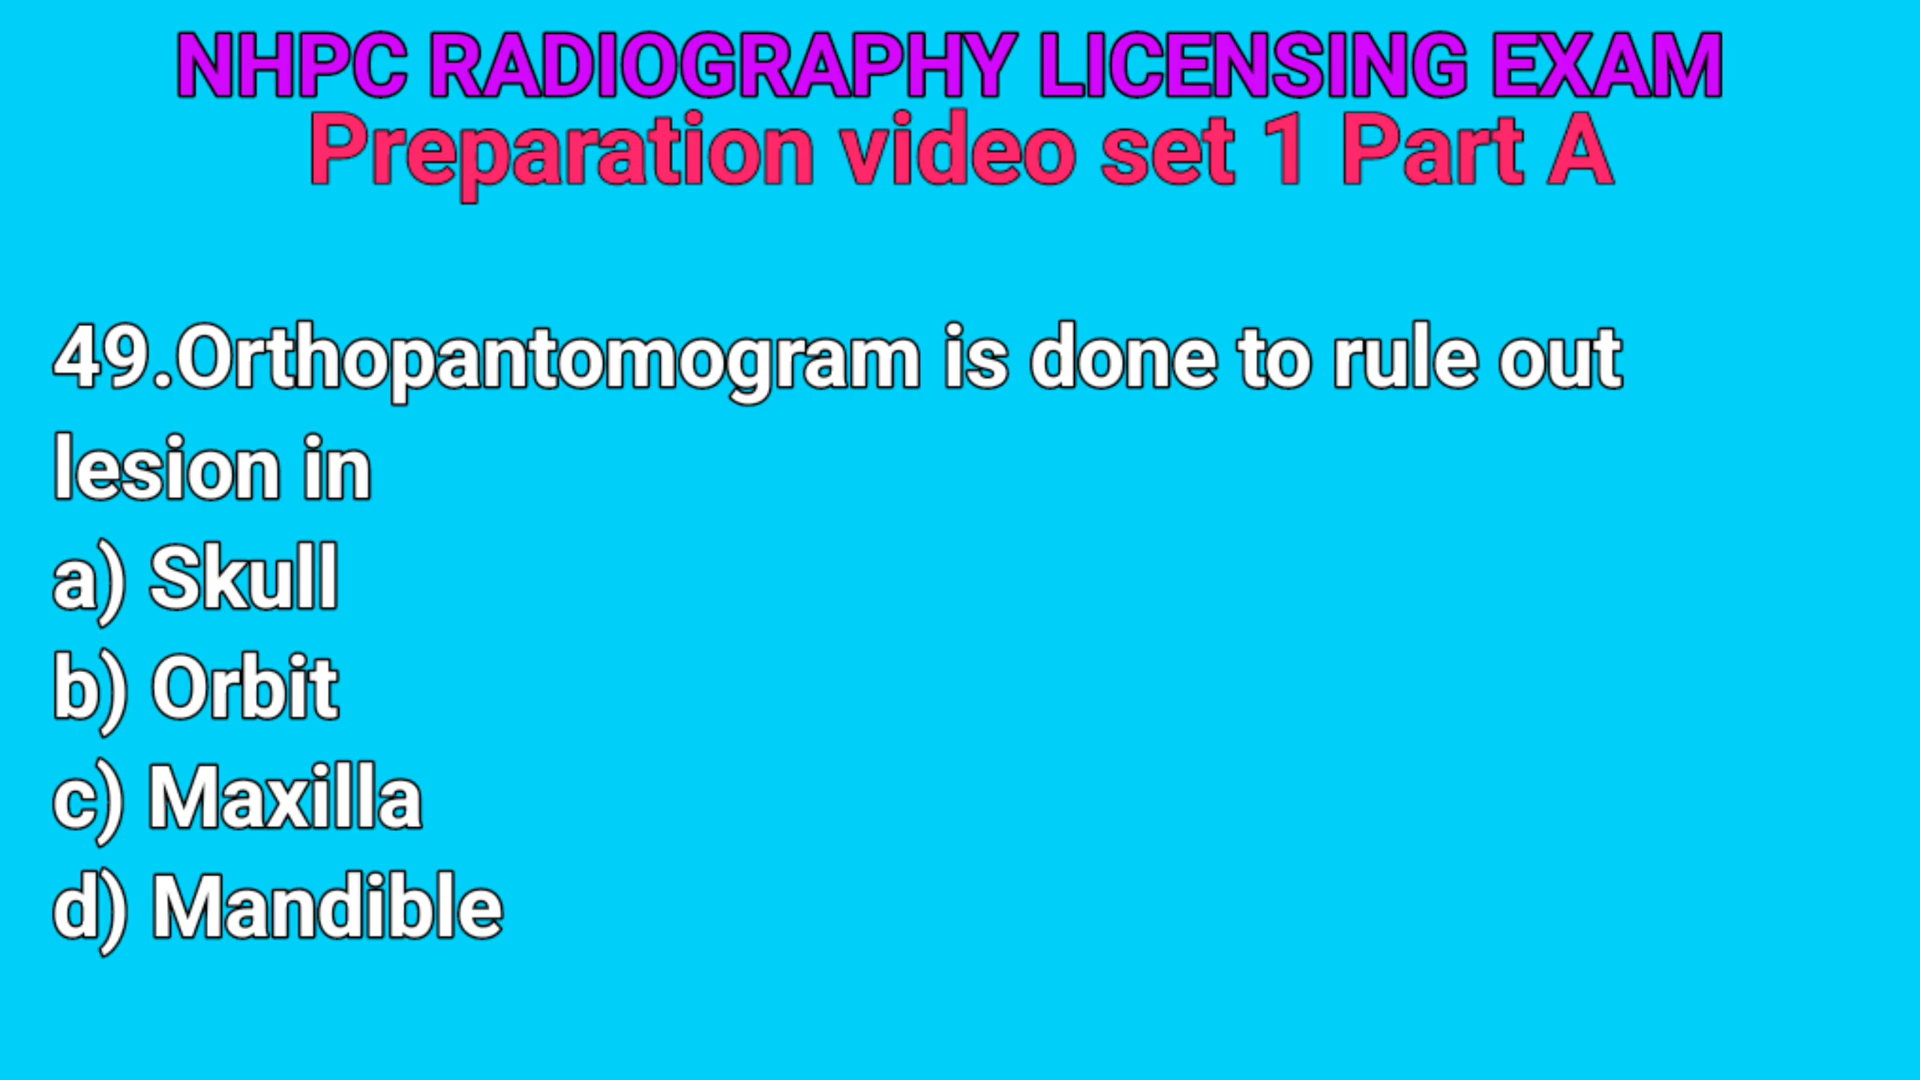 NHPC RADIOGRAPHY LICENSING EXAM
Preparation video set 1 Part A
49.Orthopantomogram is done to rule out
lesion in
a) Skull
b) Orbit
c) Maxilla
d) Mandible